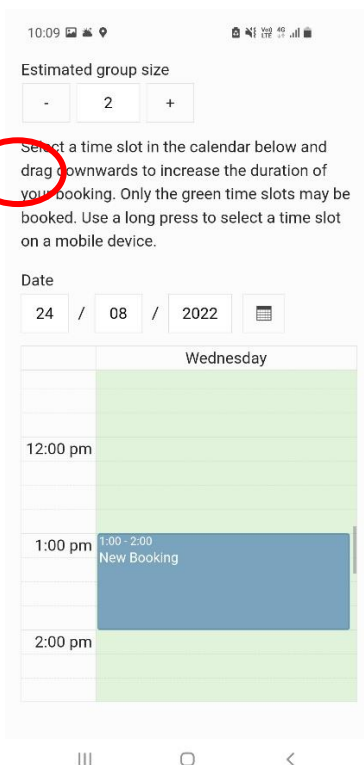 10:09
Estimated group size
- 2 +
Select a time slot in the calendar below and
drag downwards to increase the duration of
your booking. Only the green time slots may be
booked. Use a long press to select a time slot
on a mobile device.
Date
24 / 08 / 2022
Wednesday
12:00 pm
1:00 pm
1:00 - 2:00
New Booking
2:00 pm